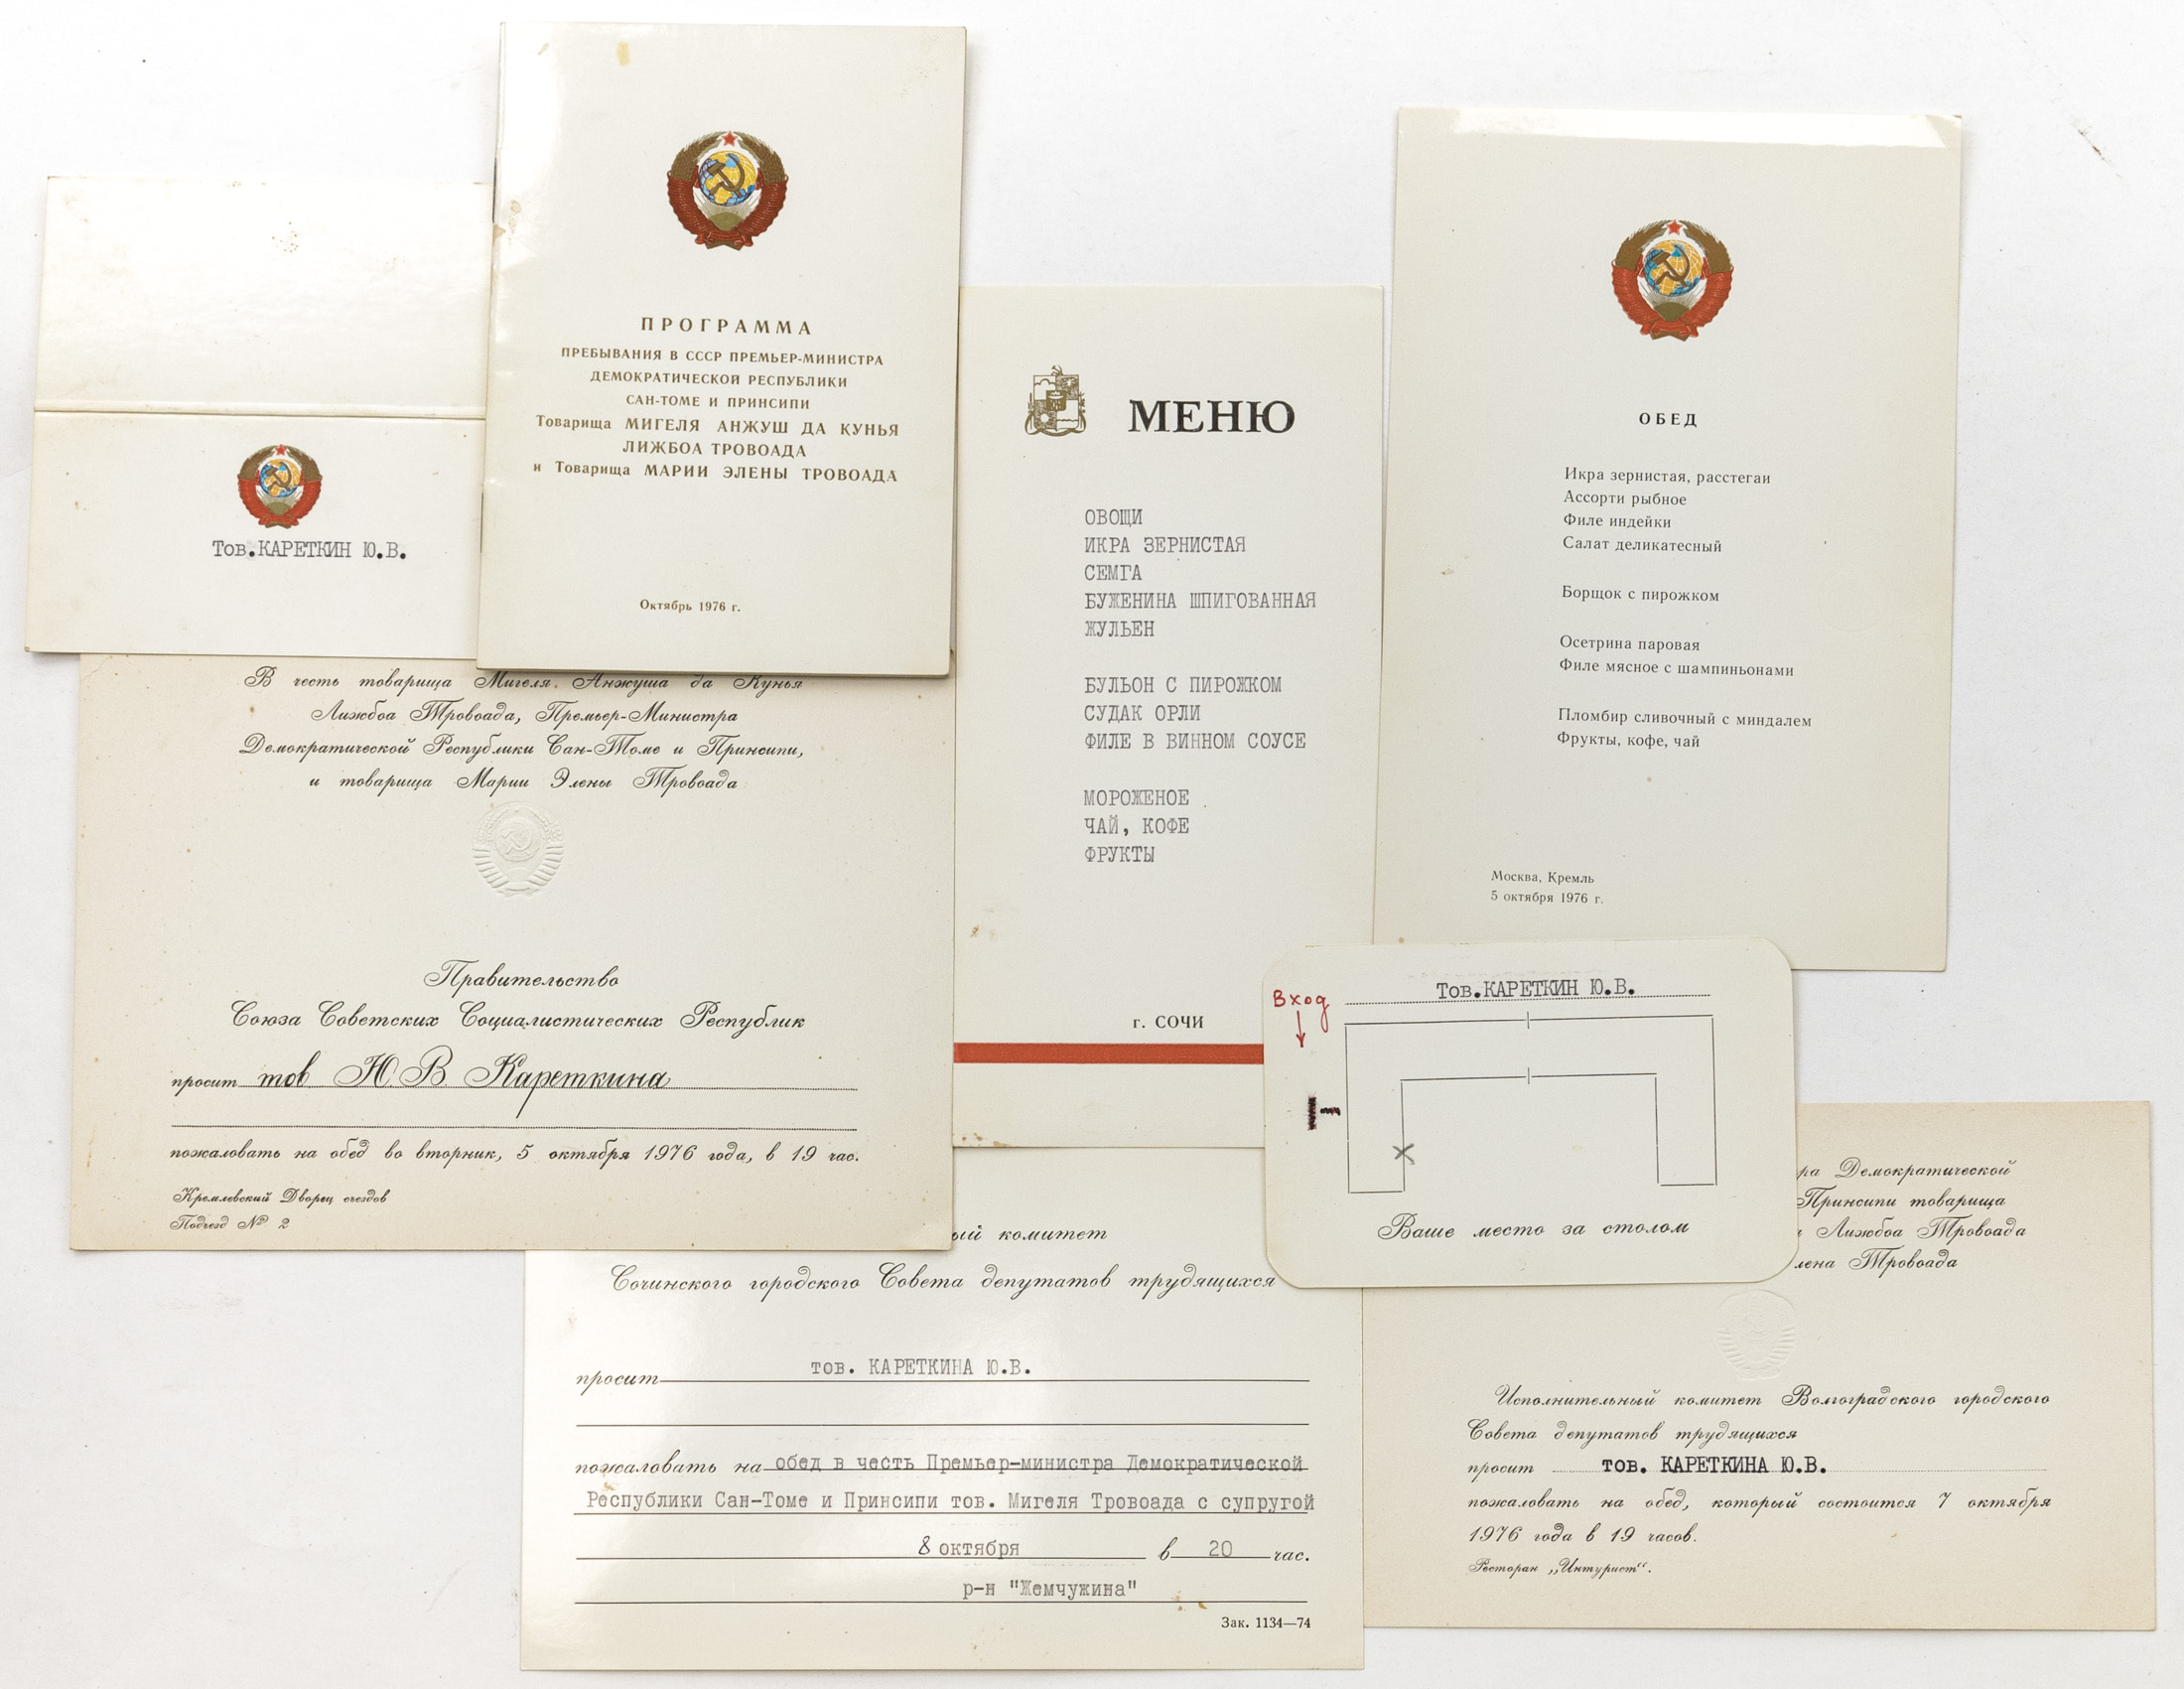 Тов.КАРЕТКИН Ю.В.
ПРОГРАММА
ПРЕБЫВАНИЯ В СССР ПРЕМЬЕР-МИНИСТРА
ДЕМОКРАТИЧЕСКОЙ РЕСПУБЛИКИ
САН-ТОМЕ И ПРИНСИПИ
Товарища МИГЕЛЯ АНЖУШ ДА КУНЬЯ
ЛИЖБОА ТРОВОАДА
и Товарища МАРИИ ЭЛЕНЫ ТРОВОАДА
Октябрь 1976 г.
МЕНЮ
ОВОЩИ
ИКРА ЗЕРНИСТАЯ
СЕМГА
БУЖЕНИНА ШПИГОВАННАЯ
ЖУЛЬЕН
БУЛЬОН С ПИРОЖКОМ
СУДАК ОРЛИ
ФИЛЕ В ВИННОМ СОУСЕ
МОРОЖЕНОЕ
ЧАЙ, КОФЕ
ФРУКТЫ
г. СОЧИ
ОБЕД
Икра зернистая, расстегаи
Ассорти рыбное
Филе индейки
Салат деликатесный
Борщок с пирожком
Осетрина паровая
Филе мясное с шампиньонами
Пломбир сливочный с миндалем
Фрукты, кофе, чай
Москва, Кремль
5 октября 1976 г.
В честь товарища Мигеля Анжуша да Кунья
Лижбоа Тровоада, Премьер-Министра
Демократической Республики Сан-Томе и Принсипи,
и товарища Марии Элены Тровоада
Правительство
Союза Советских Социалистических Республик
просит тов Ю В Кареткина
пожаловать на обед во вторник, 5 октября 1976 года, в 19 час.
Кремлевский Дворец съездов
Подъезд № 2
Тов.КАРЕТКИН Ю.В.
Вход
Ваше место за столом
ый комитет
Сочинского городского Совета депутатов трудящихся
просит тов. КАРЕТКИНА Ю.В.
пожаловать на обед в честь Премьер-министра Демократической
Республики Сан-Томе и Принсипи тов. Мигеля Тровоада с супругой
8 октября в 20 час.
р-н "Жемчужина"
Зак. 1134—74
ра Демократической
Принсипи товарища
Лижбоа Тровоада
лена Тровоада
Исполнительный комитет Волгоградского городского
Совета депутатов трудящихся
просит тов. КАРЕТКИНА Ю.В.
пожаловать на обед, который состоится 7 октября
1976 года в 19 часов.
Ресторан „Интурист“.